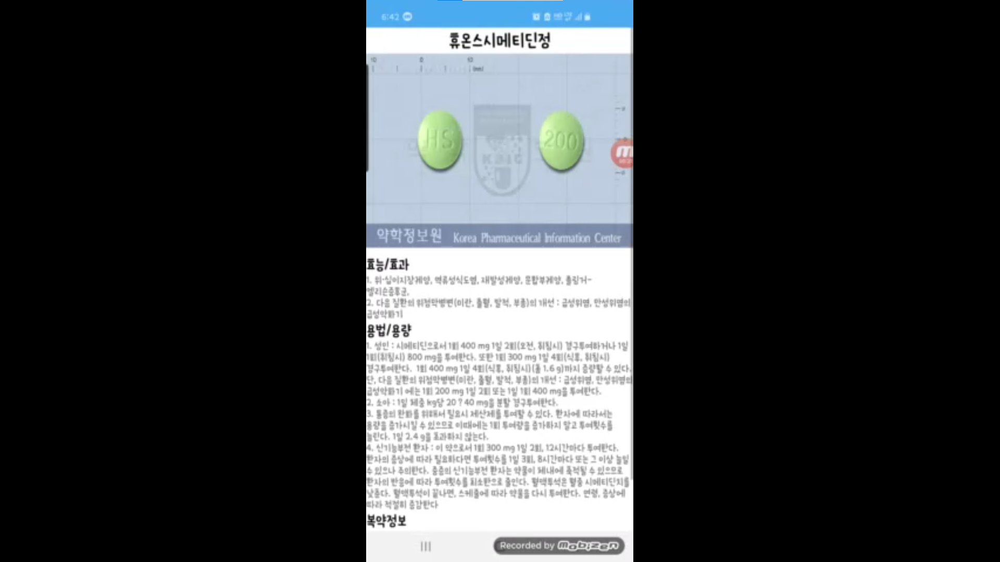 6:42
휴온스시메티딘정
10 0 10
(mm)
HS 200
약학정보원 Korea Pharmaceutical Information Center
효능/효과
1. 위·십이지장궤양, 역류성식도염, 재발성궤양, 문합부궤양, 졸링거-
엘리슨증후군,
2. 다음 질환의 위점막병변(미란, 출혈, 발적, 부종)의 개선 : 급성위염, 만성위염의
급성악화기
용법/용량
1. 성인 : 시메티딘으로서 1회 400 mg 1일 2회(오전, 취침시) 경구투여하거나 1일
1회(취침시) 800 mg을 투여한다. 또한 1회 300 mg 1일 4회(식후, 취침시)
경구투여한다. 1회 400 mg 1일 4회(식후, 취침시)(총 1.6 g)까지 증량할 수 있다.
단, 다음 질환의 위점막병변(미란, 출혈, 발적, 부종)의 개선 : 급성위염, 만성위염의
급성악화기 에는 1회 200 mg 1일 2회 또는 1일 1회 400 mg을 투여한다.
2. 소아 : 1일 체중 kg당 20 ? 40 mg을 분할 경구투여한다.
3. 통증의 완화를 위해서 필요시 제산제를 투여할 수 있다. 환자에 따라서는
용량을 증가시킬 수 있으므로 이때에는 1회 투여량을 증가하지 말고 투여횟수를
늘린다. 1일 2.4 g을 초과하지 않는다.
4. 신기능부전 환자 : 이 약으로서 1회 300 mg 1일 2회, 12시간마다 투여한다.
환자의 증상에 따라 필요하다면 투여횟수를 1일 3회, 8시간마다 또는 그 이상 늘릴
수 있으나 주의한다. 중증의 신기능부전 환자는 약물이 체내에 축적될 수 있으므로
환자의 반응에 따라 투여횟수를 최소한으로 줄인다. 혈액투석은 혈중 시메티딘치를
낮춘다. 혈액투석이 끝나면, 스케줄에 따라 약물을 다시 투여한다. 연령, 증상에
따라 적절히 증감한다
복약정보
Recorded by mobizen